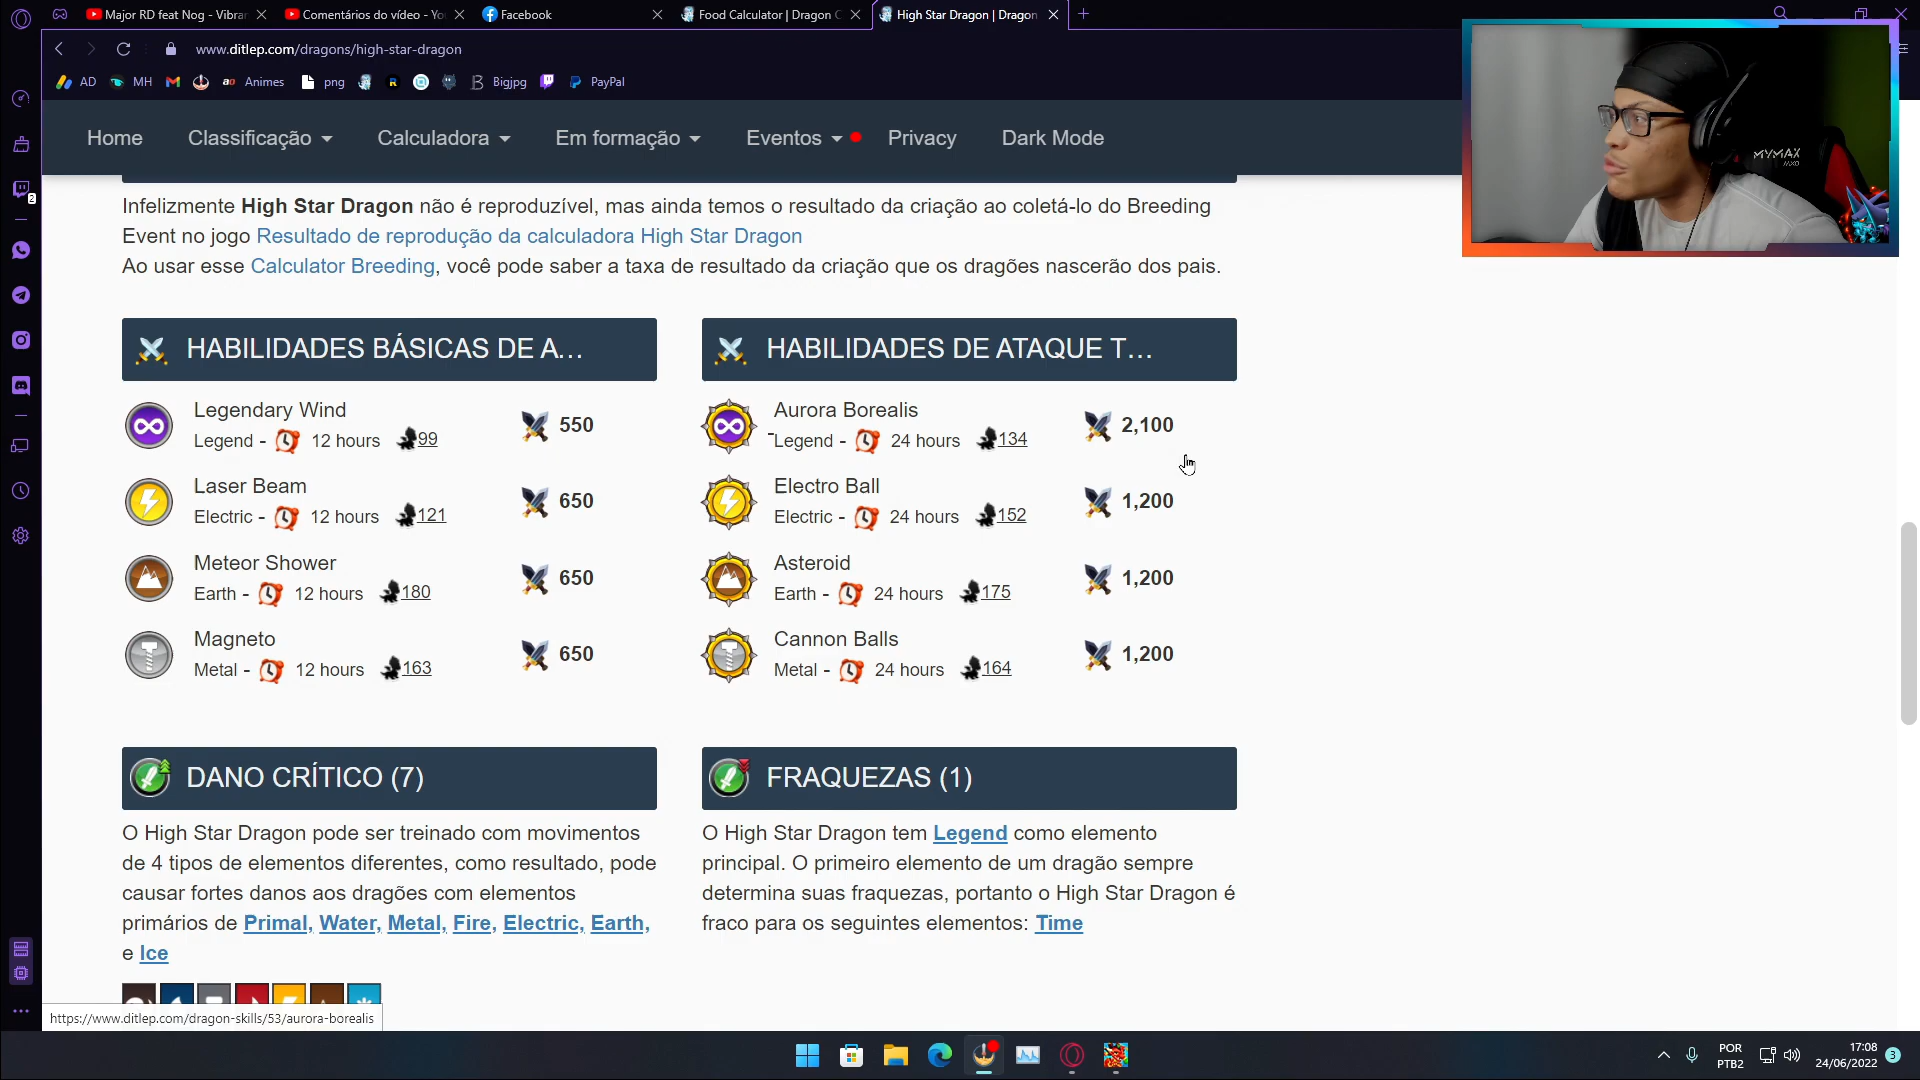 Major RD feat Nog - Vibran
Comentários do vídeo - Yo
Facebook
Food Calculator | Dragon C
High Star Dragon | Dragon
www.ditlep.com/dragons/high-star-dragon
AD
MH
ao Animes
png
R
B Bigjpg
PayPal
2
Home
Classificação
Calculadora
Em formação
Eventos
Privacy
Dark Mode
MYMAX
Infelizmente High Star Dragon não é reproduzível, mas ainda temos o resultado da criação ao coletá-lo do Breeding
Event no jogo Resultado de reprodução da calculadora High Star Dragon
Ao usar esse Calculator Breeding, você pode saber a taxa de resultado da criação que os dragões nascerão dos pais.
HABILIDADES BÁSICAS DE A...
Legendary Wind
Legend - 12 hours 99
550
Laser Beam
Electric - 12 hours 121
650
Meteor Shower
Earth - 12 hours 180
650
Magneto
Metal - 12 hours 163
650
HABILIDADES DE ATAQUE T...
Aurora Borealis
Legend - 24 hours 134
2,100
Electro Ball
Electric - 24 hours 152
1,200
Asteroid
Earth - 24 hours 175
1,200
Cannon Balls
Metal - 24 hours 164
1,200
DANO CRÍTICO (7)
O High Star Dragon pode ser treinado com movimentos
de 4 tipos de elementos diferentes, como resultado, pode
causar fortes danos aos dragões com elementos
primários de Primal, Water, Metal, Fire, Electric, Earth,
e Ice
FRAQUEZAS (1)
O High Star Dragon tem Legend como elemento
principal. O primeiro elemento de um dragão sempre
determina suas fraquezas, portanto o High Star Dragon é
fraco para os seguintes elementos: Time
https://www.ditlep.com/dragon-skills/53/aurora-borealis
POR
PTB2
17:08
24/06/2022
3